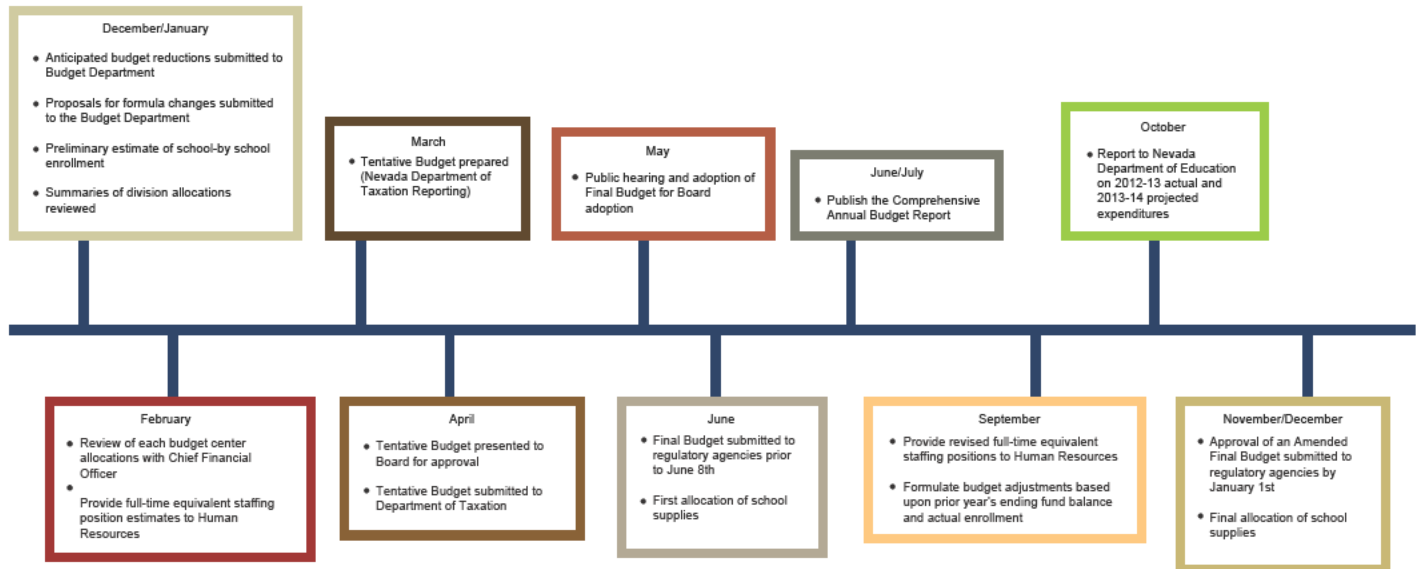 December/January
• Anticipated budget reductions submitted to
Budget Department
• Proposals for formula changes submitted
to the Budget Department
• Preliminary estimate of school-by school
enrollment
• Summaries of division allocations
reviewed
March
• Tentative Budget prepared
(Nevada Department of
Taxation Reporting)
May
• Public hearing and adoption of
Final Budget for Board
adoption
June/July
• Publish the Comprehensive
Annual Budget Report
October
• Report to Nevada
Department of Education
on 2012-13 actual and
2013-14 projected
expenditures
February
• Review of each budget center
allocations with Chief Financial
Officer
•
Provide full-time equivalent staffing
position estimates to Human
Resources
April
• Tentative Budget presented to
Board for approval
• Tentative Budget submitted to
Department of Taxation
June
• Final Budget submitted to
regulatory agencies prior
to June 8th
• First allocation of school
supplies
September
• Provide revised full-time equivalent
staffing positions to Human Resources
• Formulate budget adjustments based
upon prior year's ending fund balance
and actual enrollment
November/December
• Approval of an Amended
Final Budget submitted to
regulatory agencies by
January 1st
• Final allocation of school
supplies